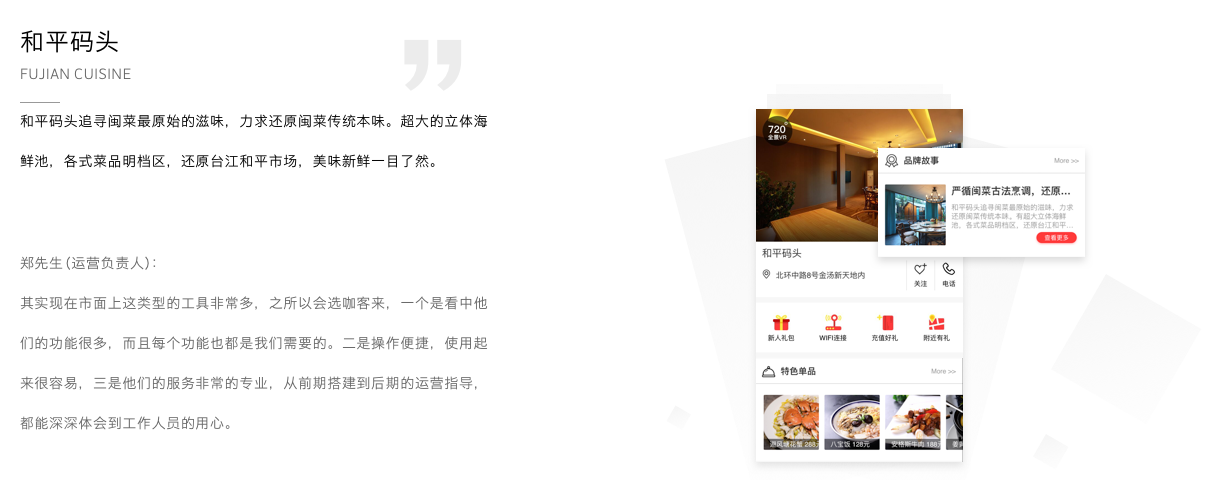 和平码头
FUJIAN CUISINE
和平码头追寻闽菜最原始的滋味，力求还原闽菜传统本味。超大的立体海
鲜池，各式菜品明档区，还原台江和平市场，美味新鲜一目了然。
郑先生(运营负责人)：
其实现在市面上这类型的工具非常多，之所以会选咖客来，一个是看中他
们的功能很多，而且每个功能也都是我们需要的。二是操作便捷，使用起
来很容易，三是他们的服务非常的专业，从前期搭建到后期的运营指导，
都能深深体会到工作人员的用心。
720°
全景VR
品牌故事 More >>
严循闽菜古法烹调，还原...
和平码头追寻闽菜最原始的滋味，力求
还原闽菜传统本味。有超大立体海鲜
池，各式菜品明档区，还原台江和平...
查看更多
和平码头
北环中路8号金汤新天地内
关注 电话
新人礼包 WIFI连接 充值好礼 附近有礼
特色单品 More >>
避风塘花蟹 288元 八宝饭 128元 安格斯牛肉 188元 姜